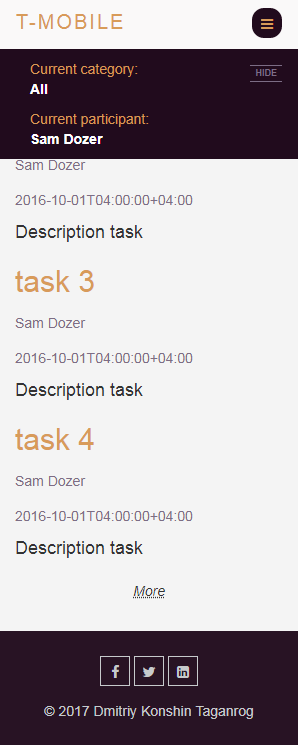 T-MOBILE
Current category:
HIDE
All
Current participant:
Sam Dozer
Sam Dozer
2016-10-01T04:00:00+04:00
Description task
task 3
Sam Dozer
2016-10-01T04:00:00+04:00
Description task
task 4
Sam Dozer
2016-10-01T04:00:00+04:00
Description task
More
© 2017 Dmitriy Konshin Taganrog